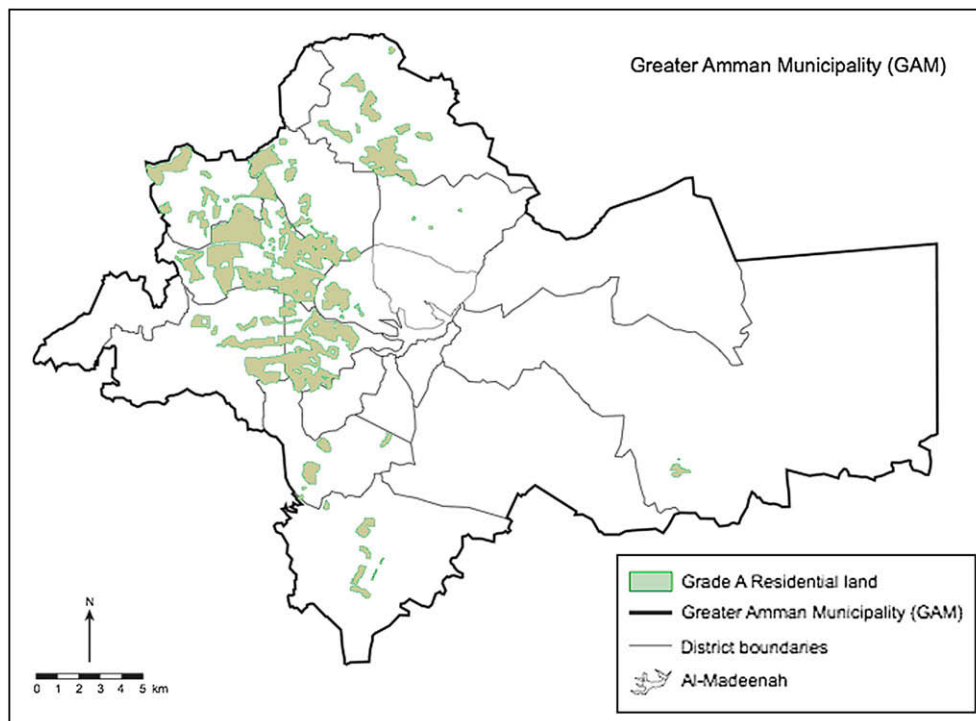 Greater Amman Municipality (GAM)
Grade A Residential land
Greater Amman Municipality (GAM)
District boundaries
Al-Madeenah
N
0 1 2 3 4 5 km